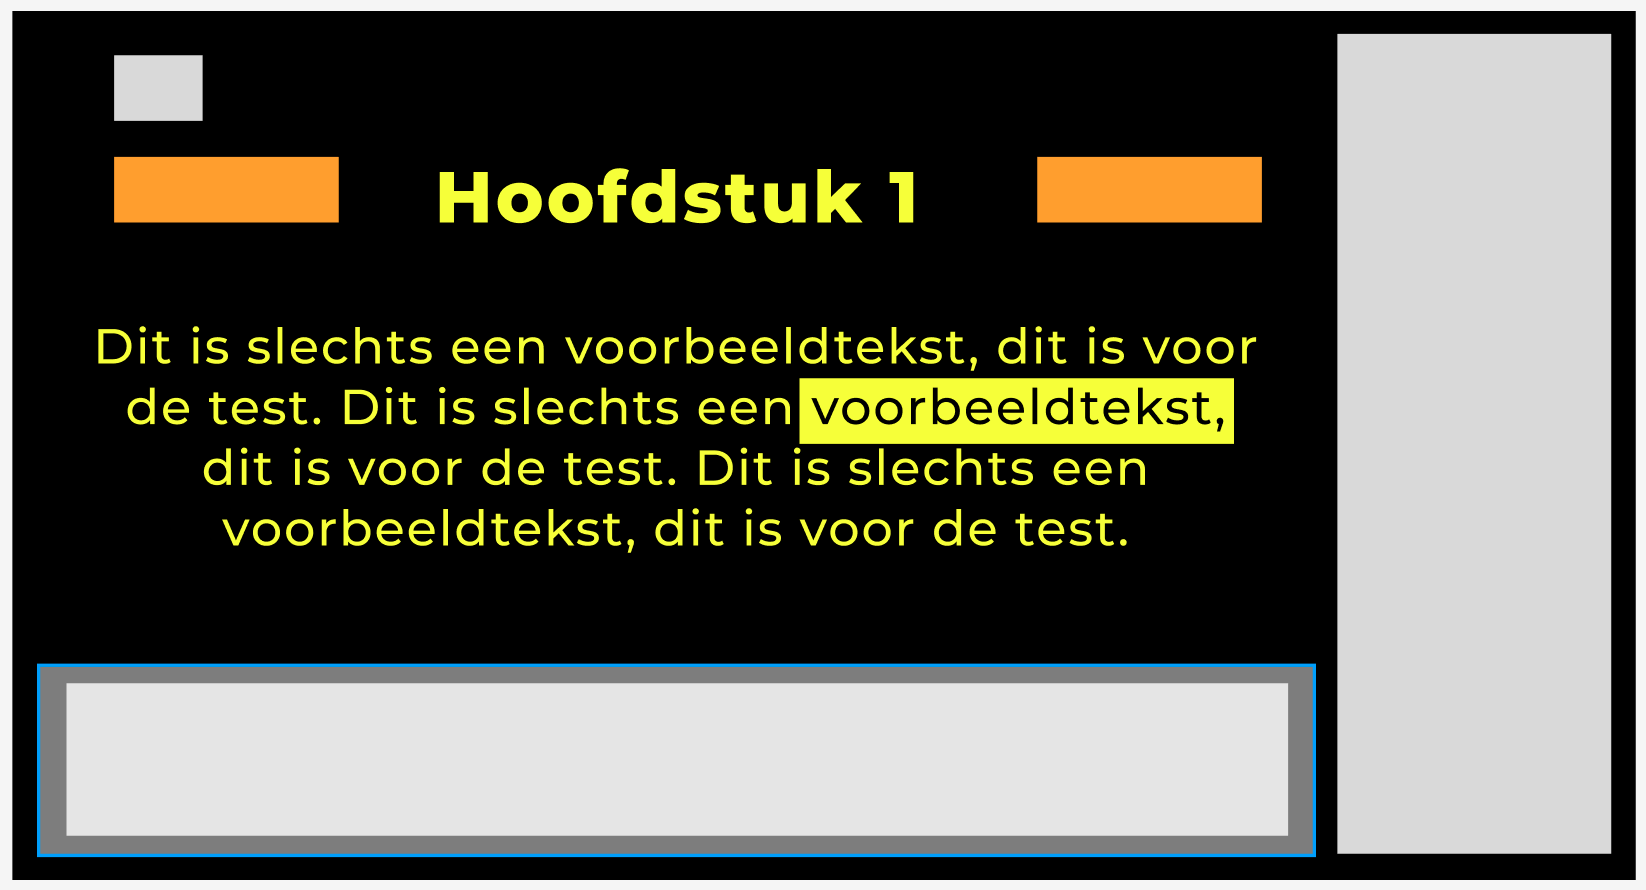 Hoofdstuk 1
Dit is slechts een voorbeeldtekst, dit is voor
de test. Dit is slechts een voorbeeldtekst,
dit is voor de test. Dit is slechts een
voorbeeldtekst, dit is voor de test.